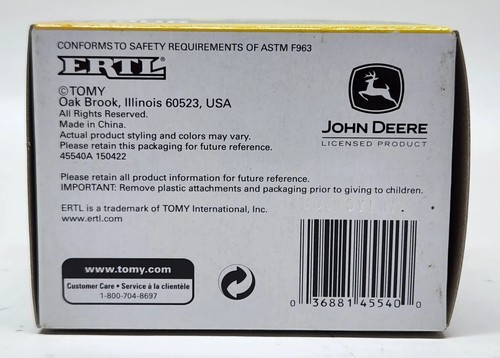 CONFORMS TO SAFETY REQUIREMENTS OF ASTM F963
ERTL®
©TOMY
Oak Brook, Illinois 60523, USA
All Rights Reserved.
Made in China.
Actual product styling and colors may vary.
Please retain this packaging for future reference.
45540A 150422
JOHN DEERE
LICENSED PRODUCT
Please retain all product information for future reference.
IMPORTANT: Remove plastic attachments and packaging prior to giving to children.
ERTL is a trademark of TOMY International, Inc.
www.ertl.com
www.tomy.com
Customer Care • Service à la clientèle
1-800-704-8697
0 36881 45540 0